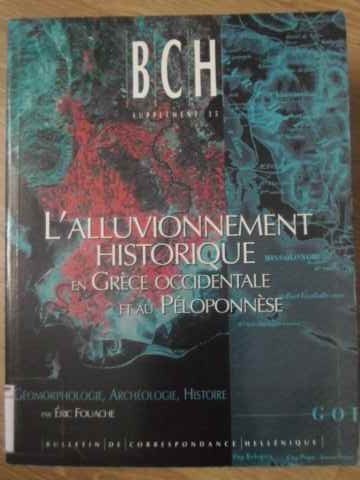 BCH
SUPPLÉMENT 35
L'ALLUVIONNEMENT
HISTORIQUE
EN GRÈCE OCCIDENTALE
ET AU PÉLOPONNÈSE
GÉOMORPHOLOGIE, ARCHÉOLOGIE, HISTOIRE
PAR ÉRIC FOUACHE
BULLETIN DE CORRESPONDANCE HELLÉNIQUE